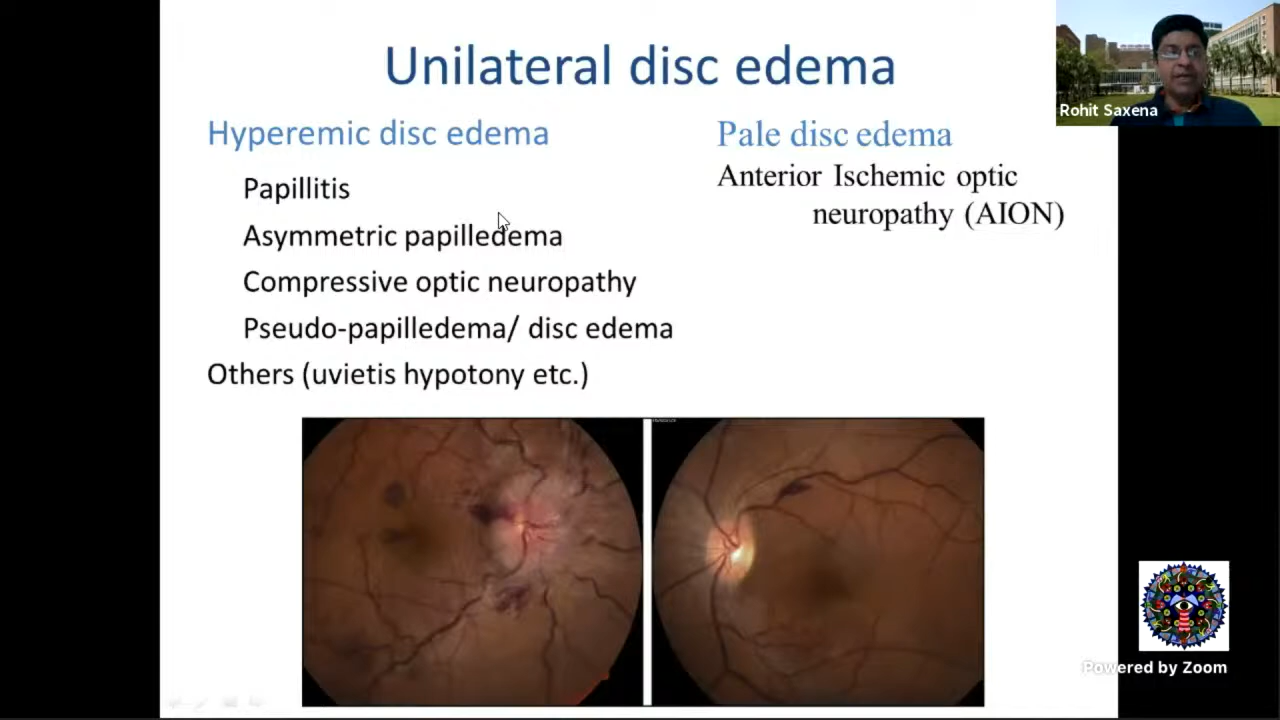 Unilateral disc edema
Hyperemic disc edema
Papillitis
Asymmetric papilledema
Compressive optic neuropathy
Pseudo-papilledema/ disc edema
Others (uvietis hypotony etc.)
Pale disc edema
Anterior Ischemic optic
neuropathy (AION)
Rohit Saxena
Powered by Zoom